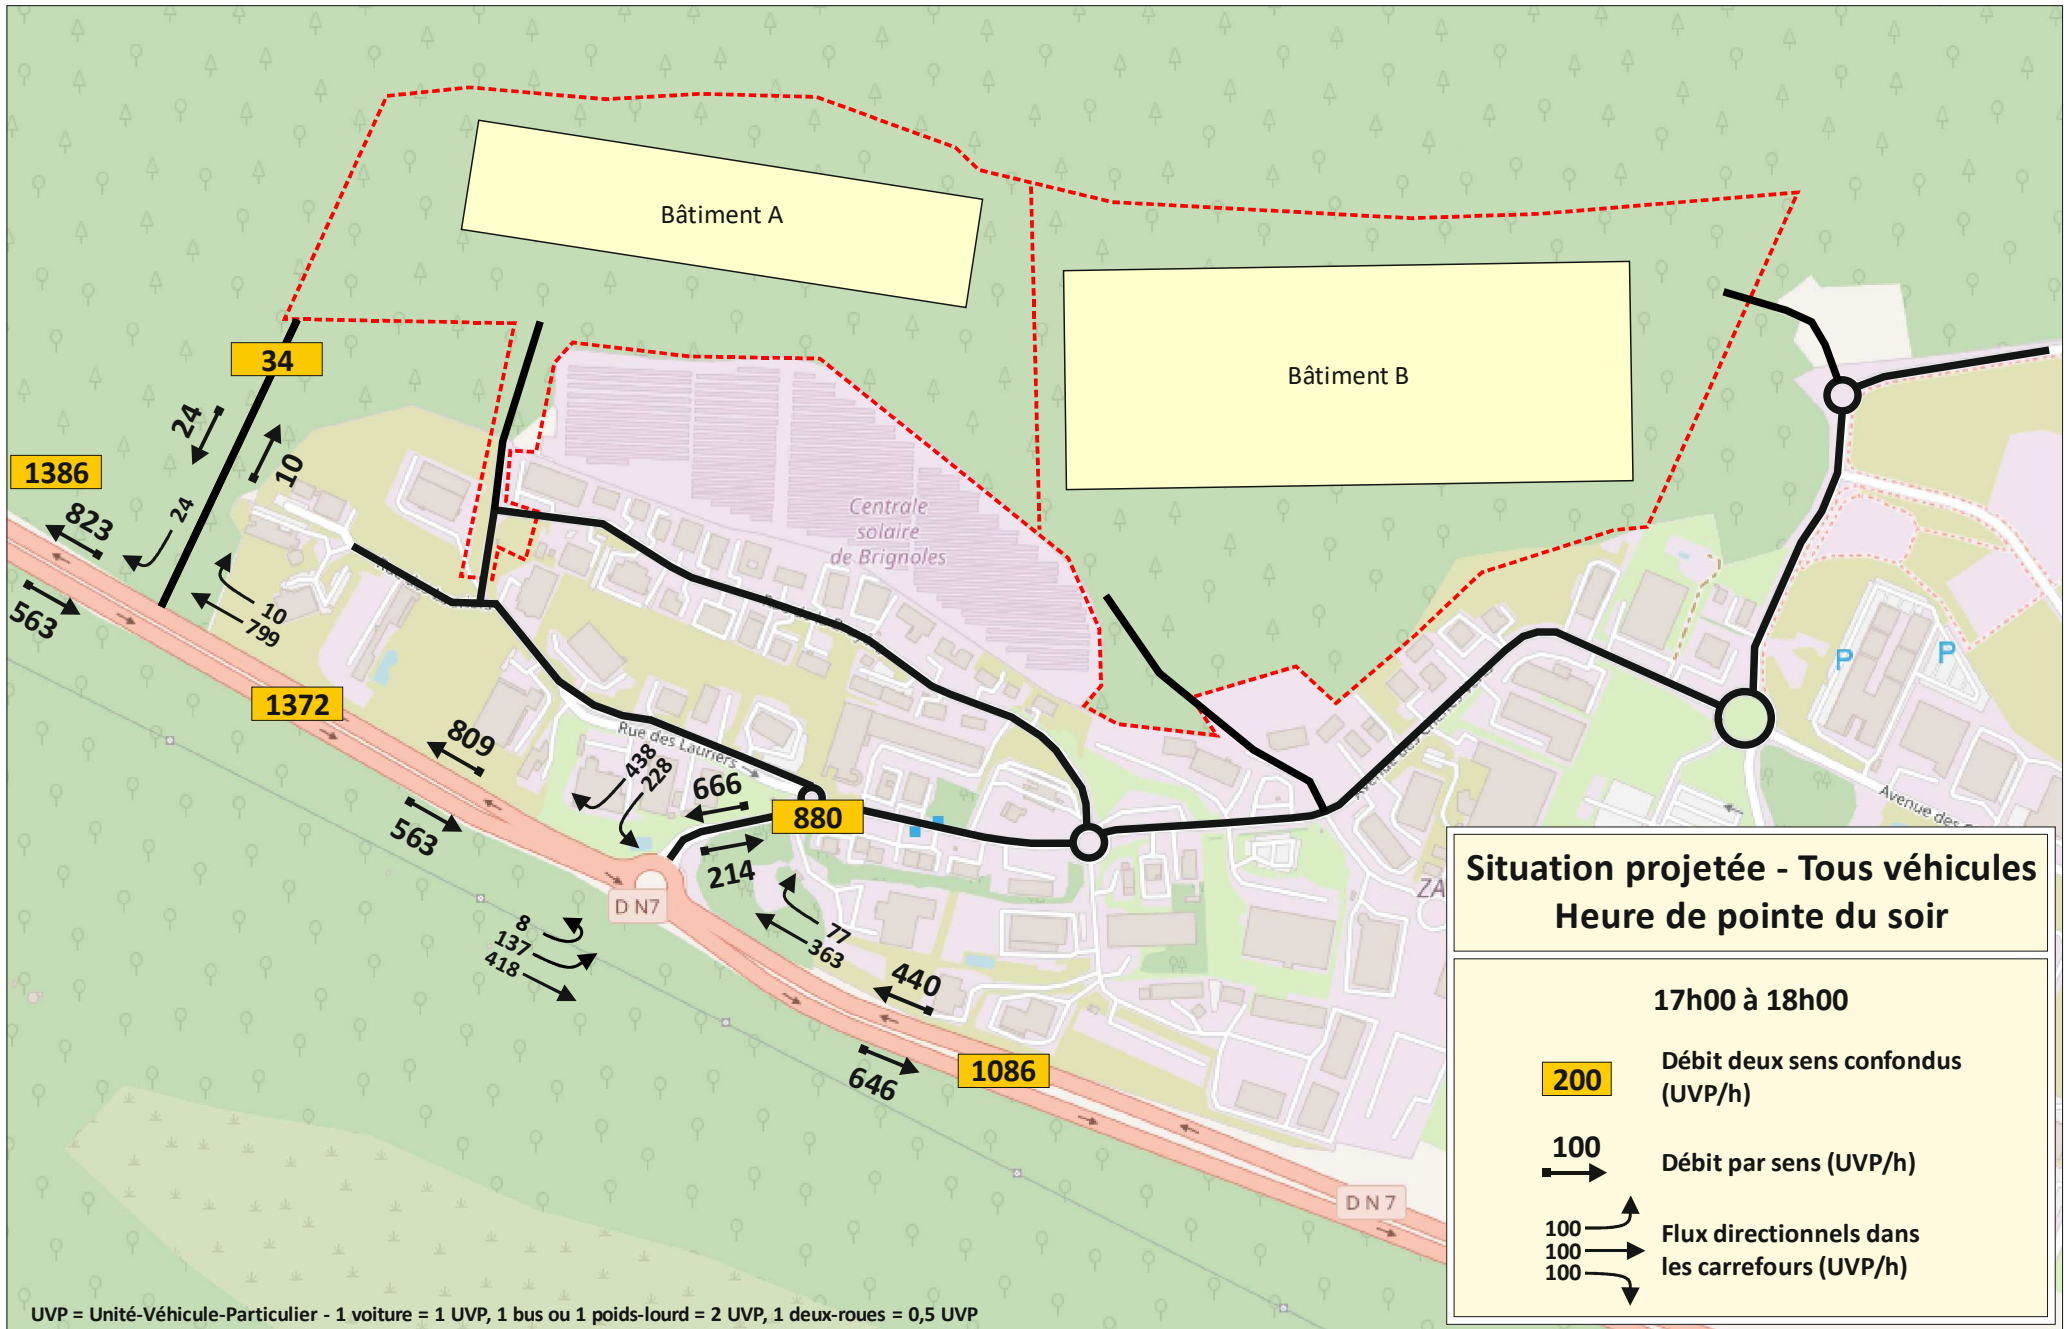 Bâtiment A
Bâtiment B
34
24
10
1386
823
24
563
10
799
Centrale
solaire
de Brignoles
1372
809
563
Rue des Lauriers
438
228
666
880
214
D N7
8
137
418
77
363
440
646
1086
P
P
ZA
D N 7
Situation projetée - Tous véhicules
Heure de pointe du soir
17h00 à 18h00
200
Débit deux sens confondus
(UVP/h)
100
Débit par sens (UVP/h)
100
100
100
Flux directionnels dans
les carrefours (UVP/h)
UVP = Unité-Véhicule-Particulier - 1 voiture = 1 UVP, 1 bus ou 1 poids-lourd = 2 UVP, 1 deux-roues = 0,5 UVP
Avenue des